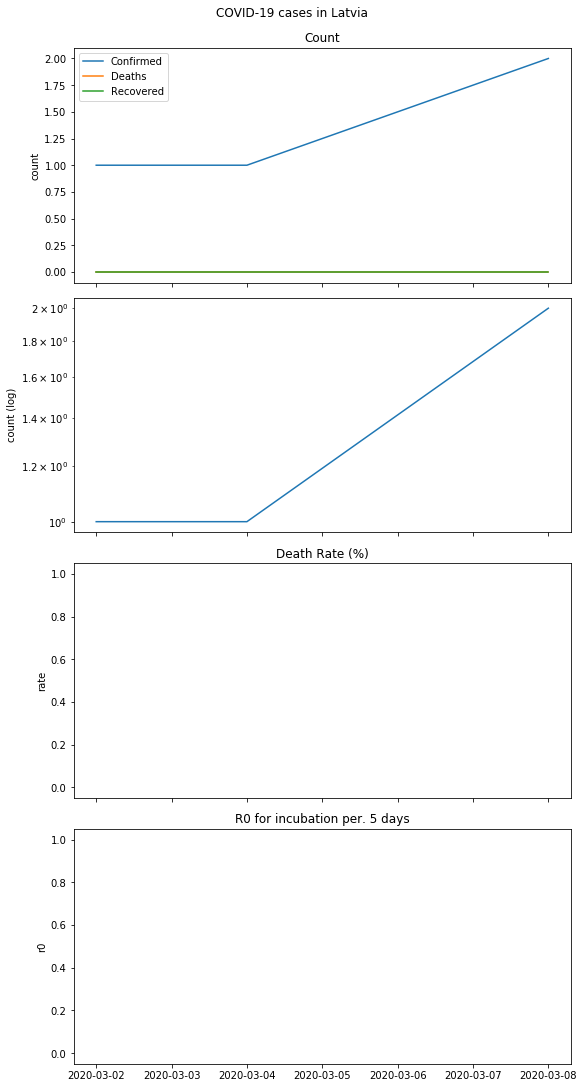 COVID-19 cases in Latvia
Count
Confirmed
Deaths
Recovered
2.00
1.75
1.50
1.25
1.00
0.75
0.50
0.25
0.00
count
2 × 10⁰
1.8 × 10⁰
1.6 × 10⁰
1.4 × 10⁰
1.2 × 10⁰
10⁰
count (log)
Death Rate (%)
1.0
0.8
0.6
0.4
0.2
0.0
rate
R0 for incubation per. 5 days
1.0
0.8
0.6
0.4
0.2
0.0
r0
2020-03-02 2020-03-03 2020-03-04 2020-03-05 2020-03-06 2020-03-07 2020-03-08